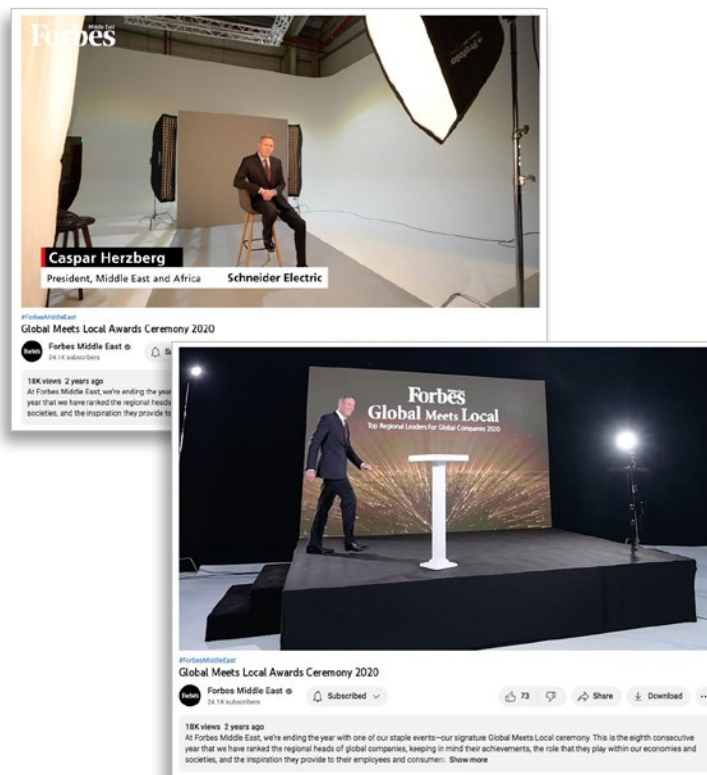 Middle East
Forbes
Profoto
Caspar Herzberg
President, Middle East and Africa Schneider Electric
#ForbesMiddleEast
Global Meets Local Awards Ceremony 2020
Forbes
Forbes Middle East
24.1K subscribers
18K views 2 years ago
At Forbes Middle East, we're ending the year
year that we have ranked the regional heads
societies, and the inspiration they provide to
Forbes
Global Meets Local
Top Regional Leaders For Global Companies 2020
#ForbesMiddleEast
Global Meets Local Awards Ceremony 2020
Forbes
Forbes Middle East
24.1K subscribers
Subscribed
73
Share
Download
18K views 2 years ago
At Forbes Middle East, we're ending the year with one of our staple events—our signature Global Meets Local ceremony. This is the eighth consecutive
year that we have ranked the regional heads of global companies, keeping in mind their achievements, the role that they play within our economies and
societies, and the inspiration they provide to their employees and consumers. Show more